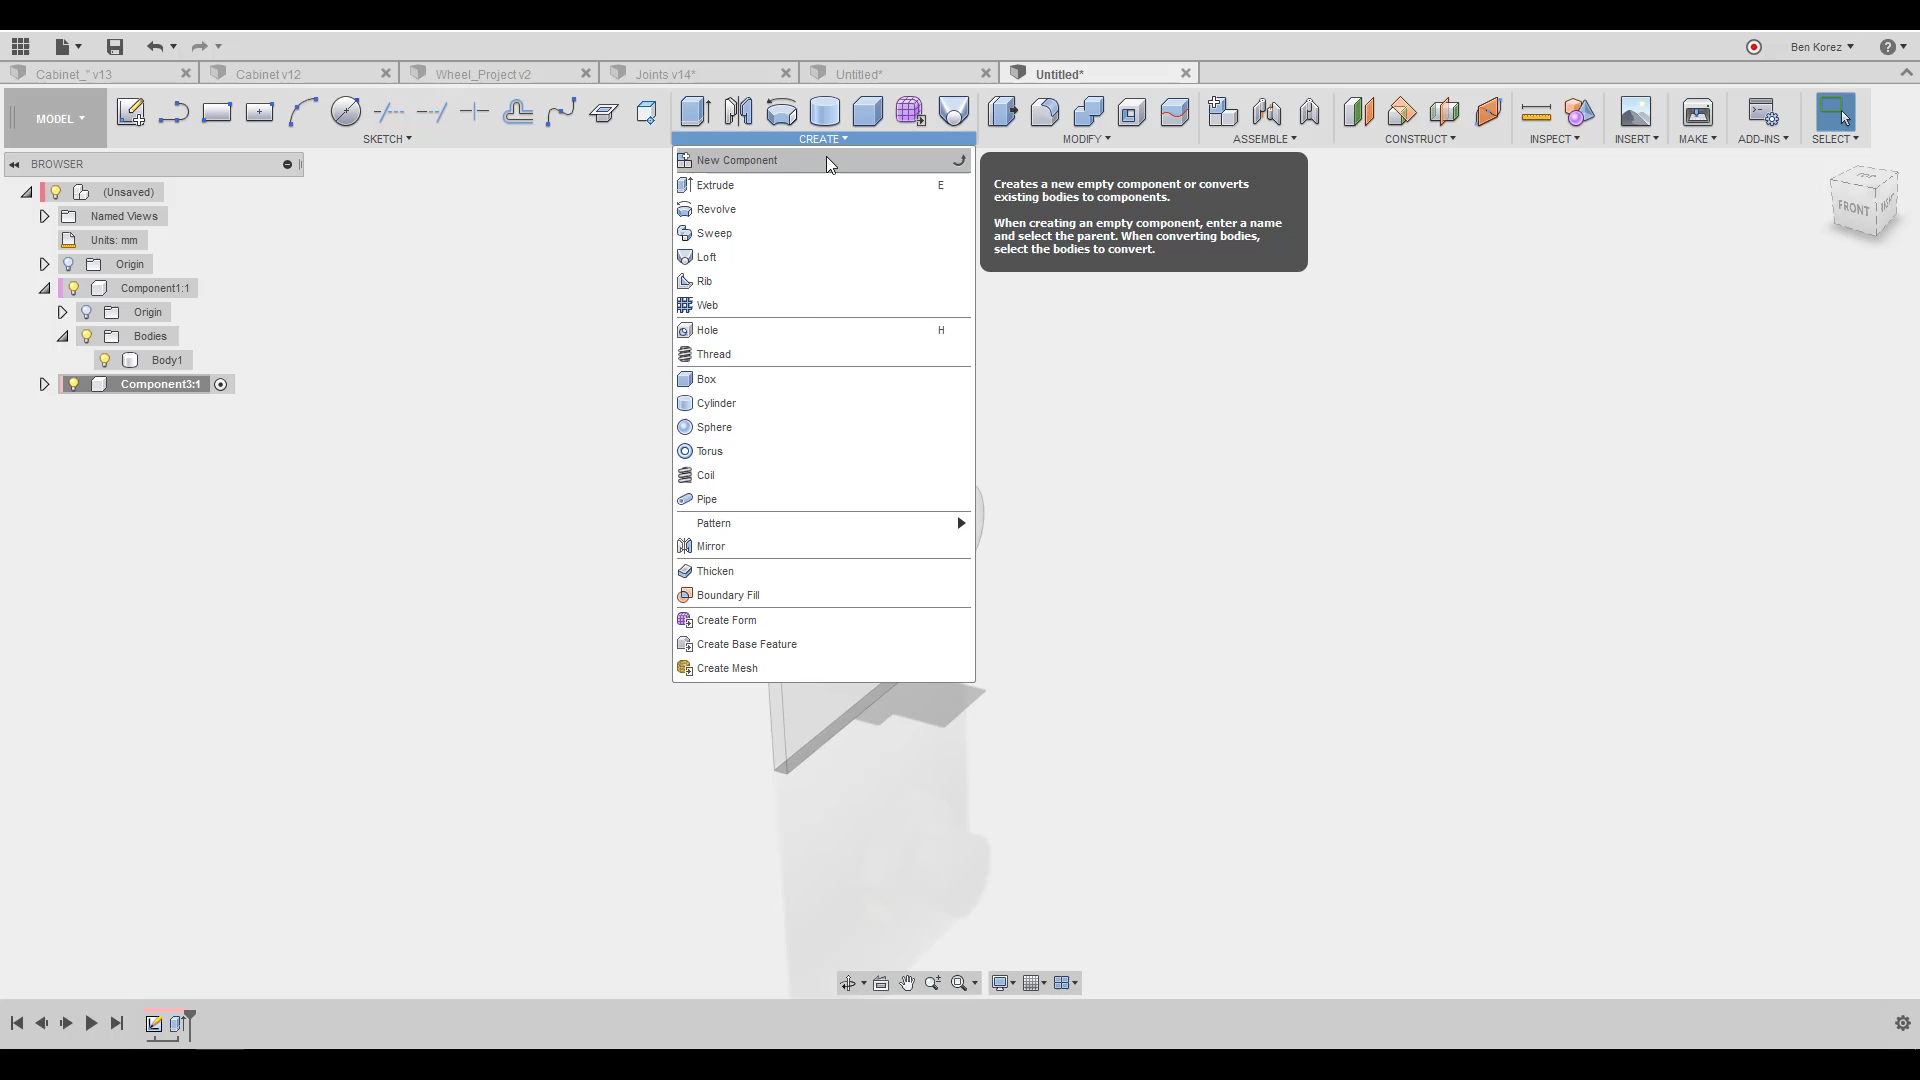 Ben Korez
Cabinet_* v13
Cabinet v12
Wheel_Project v2
Joints v14*
Untitled*
Untitled*
MODEL
SKETCH
CREATE
MODIFY
ASSEMBLE
CONSTRUCT
INSPECT
INSERT
MAKE
ADD-INS
SELECT
BROWSER
(Unsaved)
Named Views
Units: mm
Origin
Component1:1
Origin
Bodies
Body1
Component3:1
New Component
Extrude E
Revolve
Sweep
Loft
Rib
Web
Hole H
Thread
Box
Cylinder
Sphere
Torus
Coil
Pipe
Pattern
Mirror
Thicken
Boundary Fill
Create Form
Create Base Feature
Create Mesh
Creates a new empty component or converts
existing bodies to components.
When creating an empty component, enter a name
and select the parent. When converting bodies,
select the bodies to convert.
TOP
FRONT